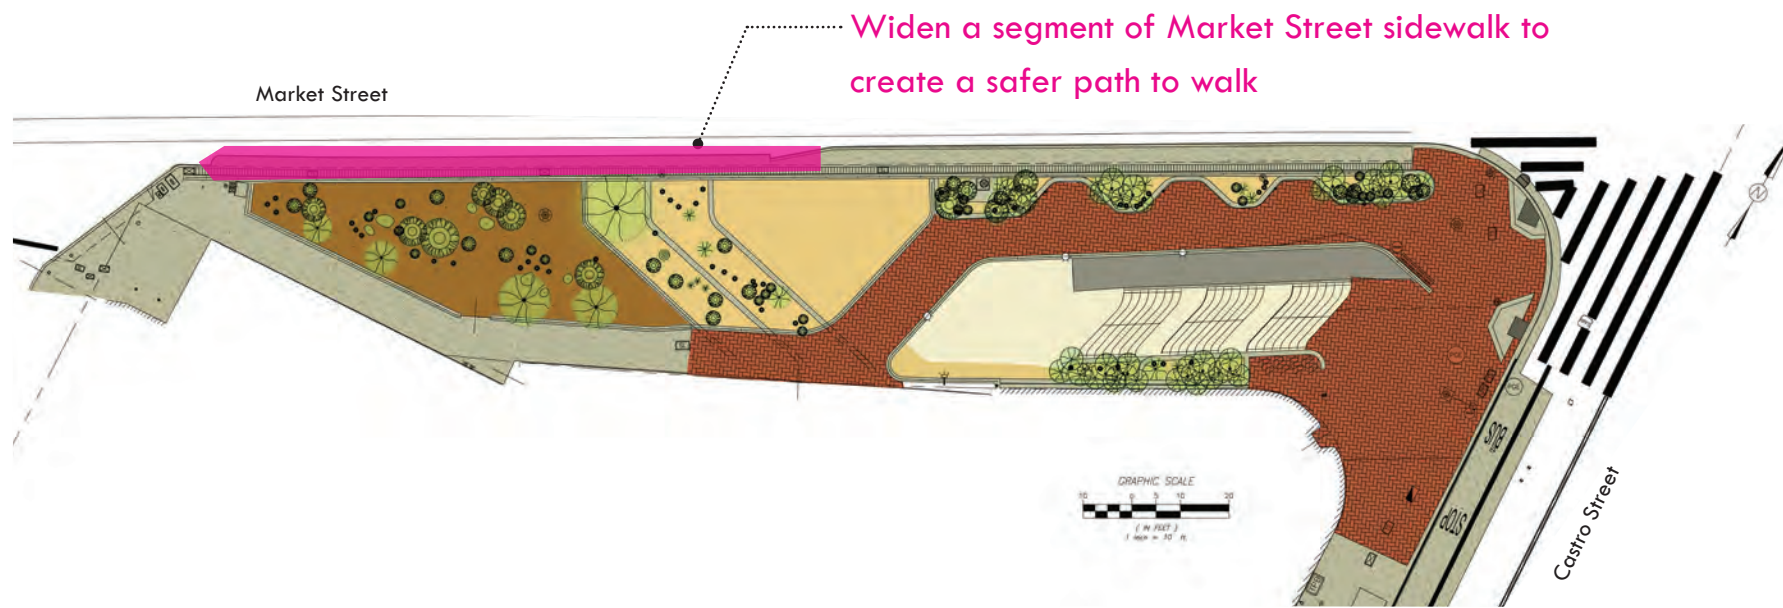 Widen a segment of Market Street sidewalk to
create a safer path to walk
Market Street
N
BUS
STOP
Castro Street
GRAPHIC SCALE
10 0 5 10 20
( IN FEET )
1 inch = 10 ft.